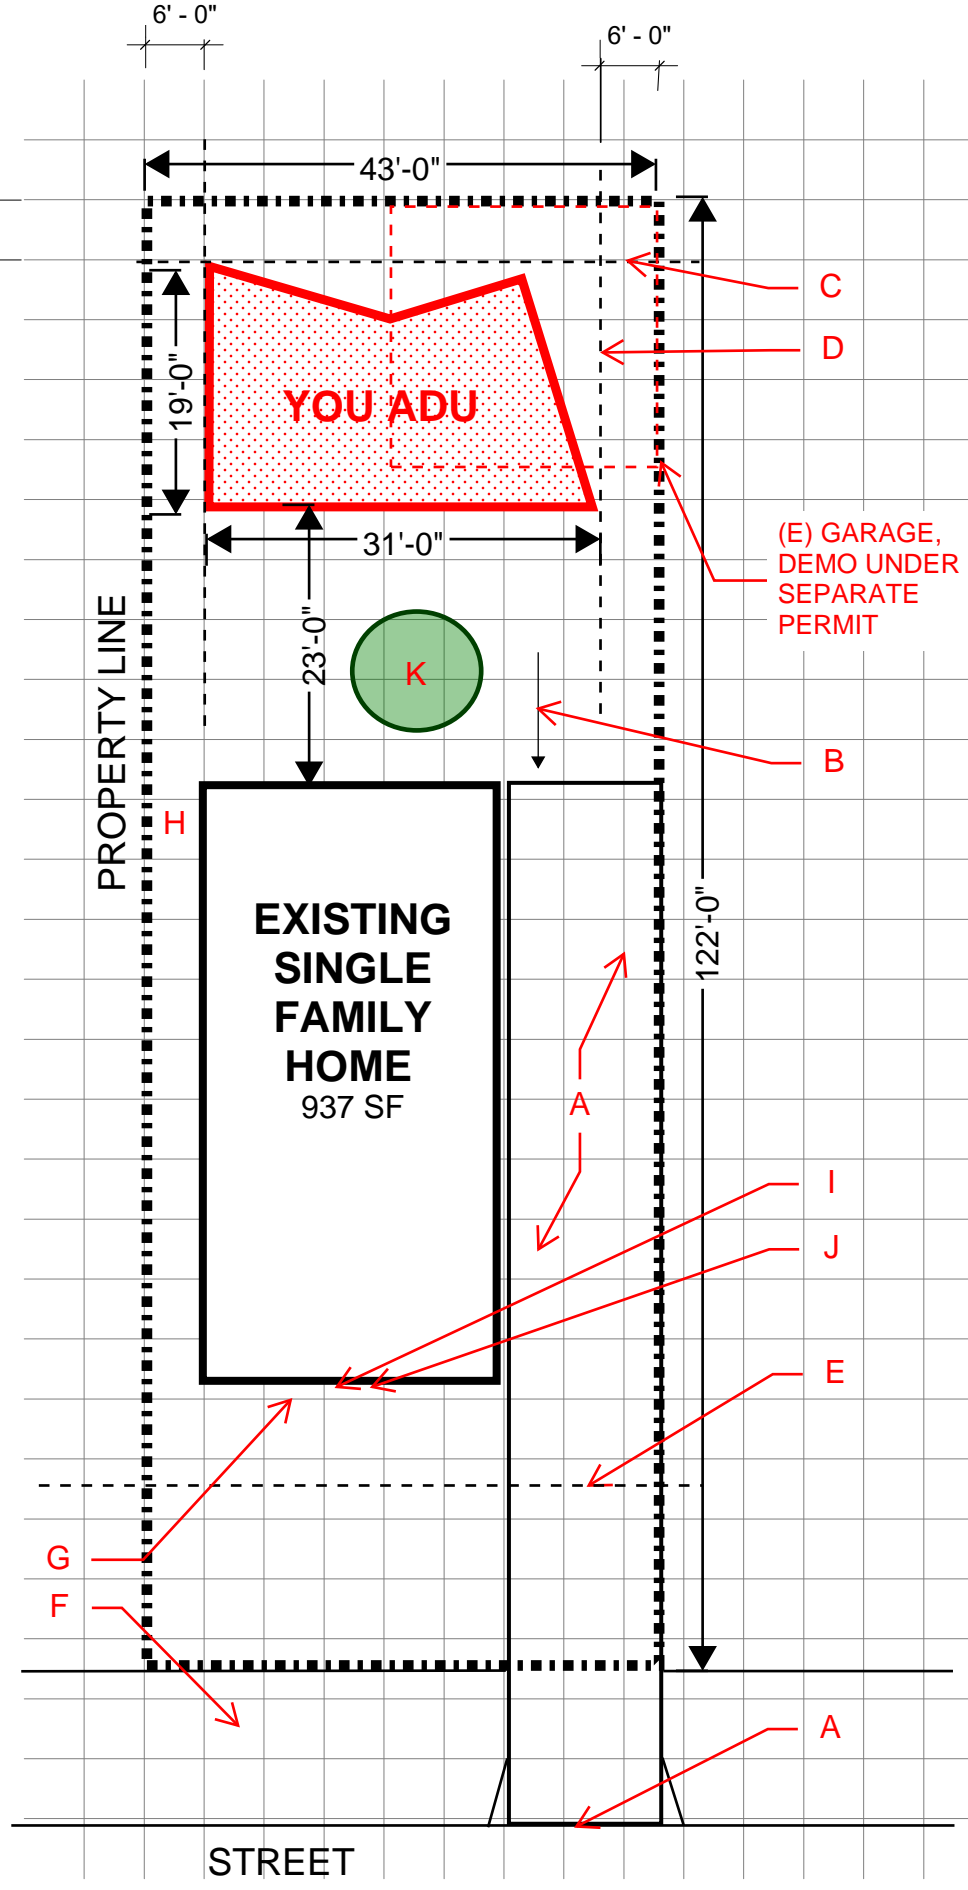 6' - 0"
6' - 0"
43'-0"
C
D
19'-0"
YOU ADU
31'-0"
(E) GARAGE,
DEMO UNDER
SEPARATE
PERMIT
PROPERTY LINE
23'-0"
K
B
H
EXISTING
SINGLE
FAMILY
HOME
937 SF
122'-0"
A
I
J
E
G
F
A
STREET